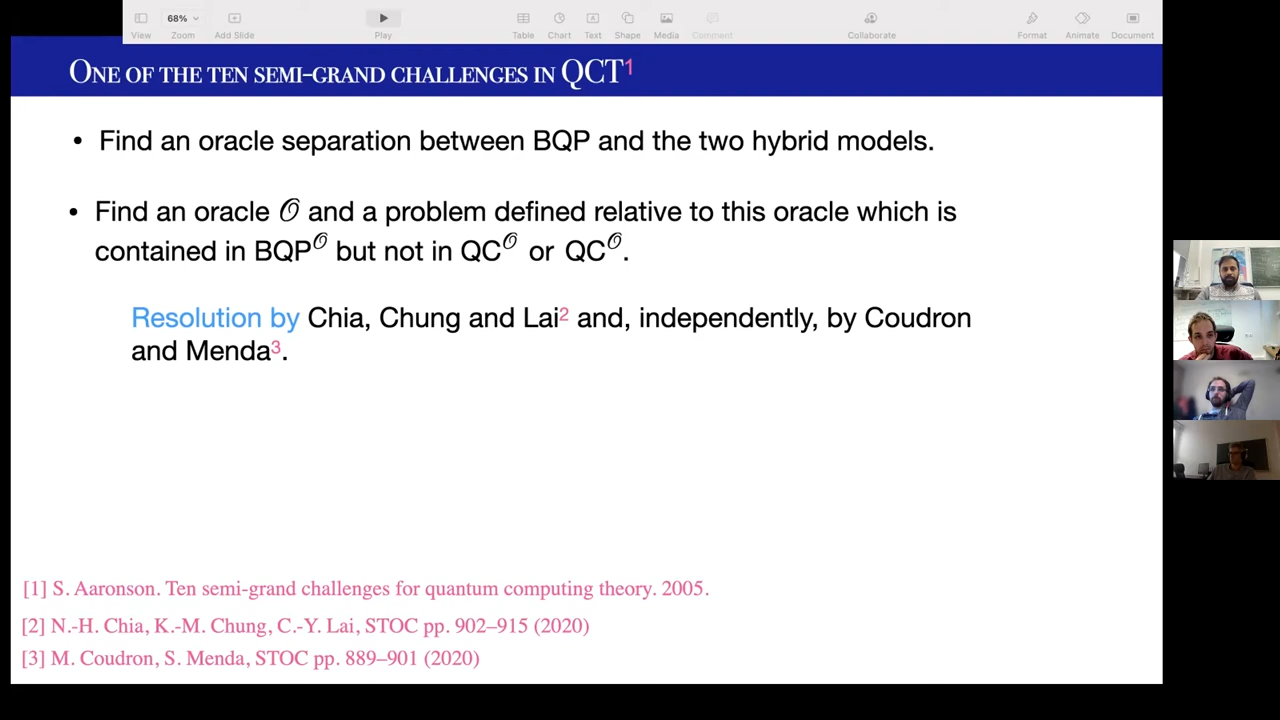 68%
View
Zoom
Add Slide
Play
Table
Chart
Text
Shape
Media
Comment
Collaborate
Format
Animate
Document
ONE OF THE TEN SEMI-GRAND CHALLENGES IN QCT¹
• Find an oracle separation between BQP and the two hybrid models.
• Find an oracle 𝒪 and a problem defined relative to this oracle which is
contained in BQP^𝒪 but not in QC^𝒪 or QC^𝒪.
Resolution by Chia, Chung and Lai² and, independently, by Coudron
and Menda³.
[1] S. Aaronson. Ten semi-grand challenges for quantum computing theory. 2005.
[2] N.-H. Chia, K.-M. Chung, C.-Y. Lai, STOC pp. 902–915 (2020)
[3] M. Coudron, S. Menda, STOC pp. 889–901 (2020)